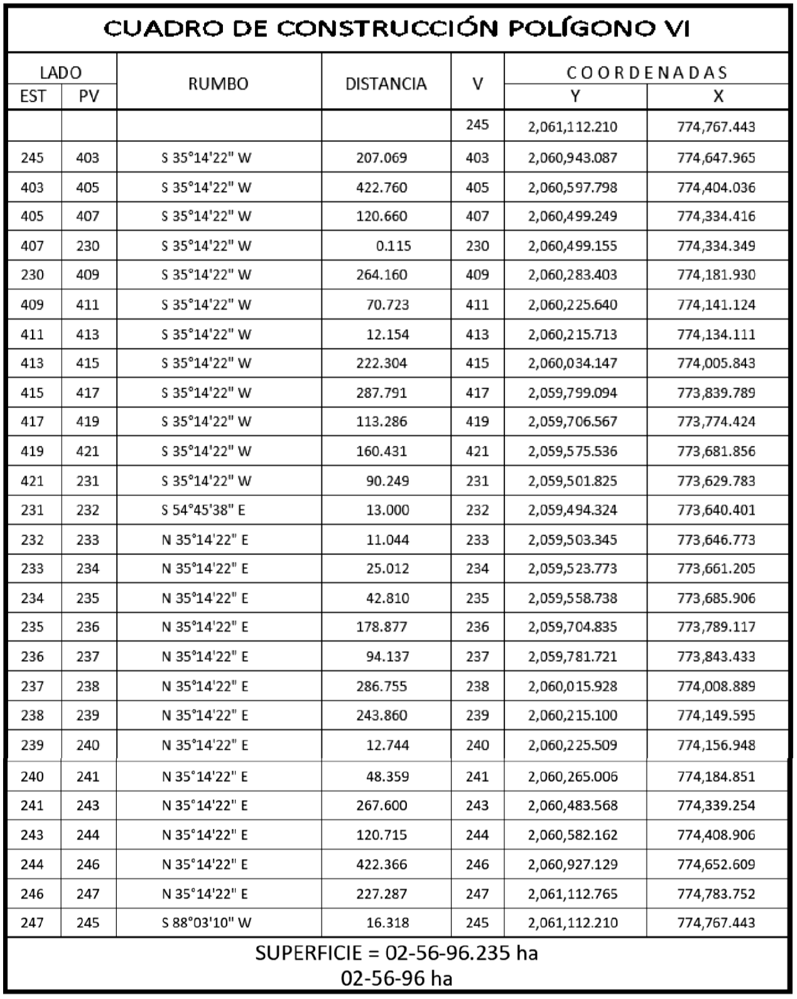 CUADRO DE CONSTRUCCIÓN POLÍGONO VI
LADO RUMBO DISTANCIA V COORDENADAS
EST PV Y X
245 2,061,112.210 774,767.443
245 403 S 35°14'22" W 207.069 403 2,060,943.087 774,647.965
403 405 S 35°14'22" W 422.760 405 2,060,597.798 774,404.036
405 407 S 35°14'22" W 120.660 407 2,060,499.249 774,334.416
407 230 S 35°14'22" W 0.115 230 2,060,499.155 774,334.349
230 409 S 35°14'22" W 264.160 409 2,060,283.403 774,181.930
409 411 S 35°14'22" W 70.723 411 2,060,225.640 774,141.124
411 413 S 35°14'22" W 12.154 413 2,060,215.713 774,134.111
413 415 S 35°14'22" W 222.304 415 2,060,034.147 774,005.843
415 417 S 35°14'22" W 287.791 417 2,059,799.094 773,839.789
417 419 S 35°14'22" W 113.286 419 2,059,706.567 773,774.424
419 421 S 35°14'22" W 160.431 421 2,059,575.536 773,681.856
421 231 S 35°14'22" W 90.249 231 2,059,501.825 773,629.783
231 232 S 54°45'38" E 13.000 232 2,059,494.324 773,640.401
232 233 N 35°14'22" E 11.044 233 2,059,503.345 773,646.773
233 234 N 35°14'22" E 25.012 234 2,059,523.773 773,661.205
234 235 N 35°14'22" E 42.810 235 2,059,558.738 773,685.906
235 236 N 35°14'22" E 178.877 236 2,059,704.835 773,789.117
236 237 N 35°14'22" E 94.137 237 2,059,781.721 773,843.433
237 238 N 35°14'22" E 286.755 238 2,060,015.928 774,008.889
238 239 N 35°14'22" E 243.860 239 2,060,215.100 774,149.595
239 240 N 35°14'22" E 12.744 240 2,060,225.509 774,156.948
240 241 N 35°14'22" E 48.359 241 2,060,265.006 774,184.851
241 243 N 35°14'22" E 267.600 243 2,060,483.568 774,339.254
243 244 N 35°14'22" E 120.715 244 2,060,582.162 774,408.906
244 246 N 35°14'22" E 422.366 246 2,060,927.129 774,652.609
246 247 N 35°14'22" E 227.287 247 2,061,112.765 774,783.752
247 245 S 88°03'10" W 16.318 245 2,061,112.210 774,767.443
SUPERFICIE = 02-56-96.235 ha
02-56-96 ha